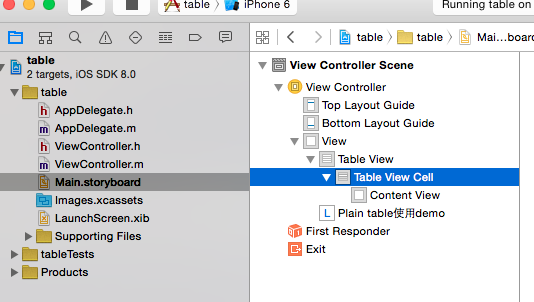 table
iPhone 6
Running table on
table
2 targets, iOS SDK 8.0
table
AppDelegate.h
AppDelegate.m
ViewController.h
ViewController.m
Main.storyboard
Images.xcassets
LaunchScreen.xib
Supporting Files
tableTests
Products
table
table
Mai...board
View Controller Scene
View Controller
Top Layout Guide
Bottom Layout Guide
View
Table View
Table View Cell
Content View
L Plain table使用demo
First Responder
Exit